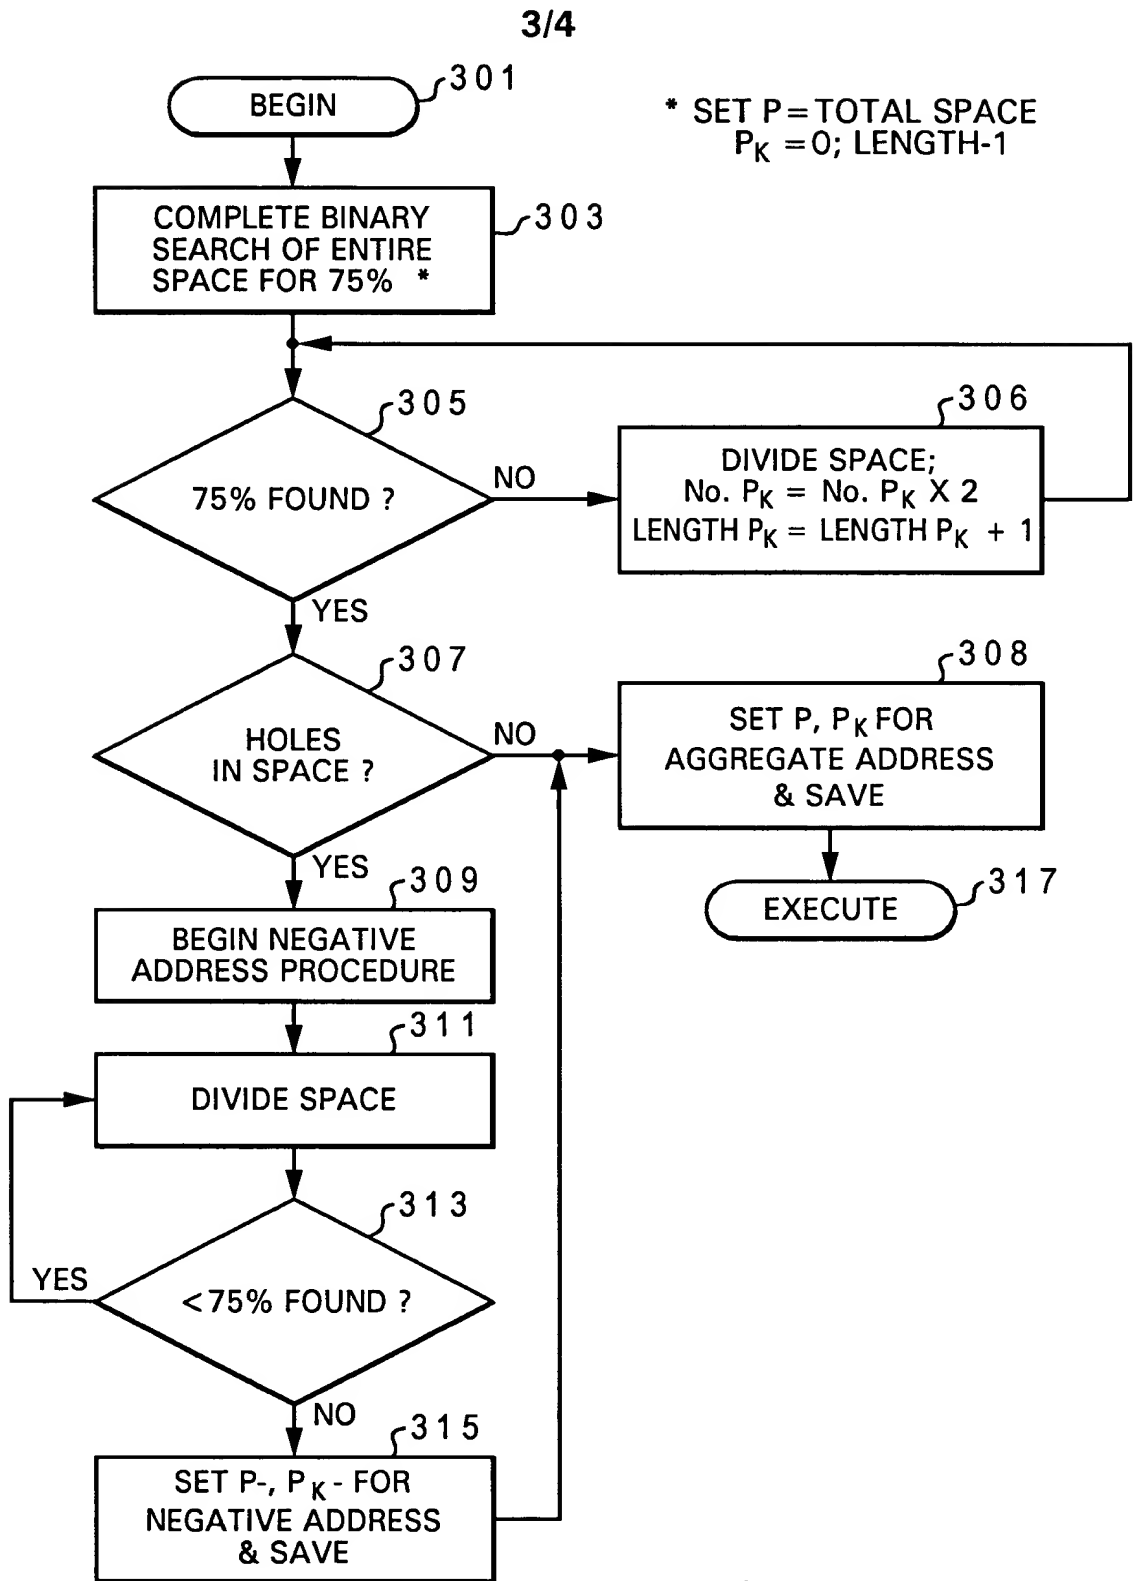 3/4
BEGIN
301
* SET P=TOTAL SPACE
PK =0; LENGTH-1
COMPLETE BINARY
SEARCH OF ENTIRE
SPACE FOR 75% *
303
305
75% FOUND ?
NO
YES
306
DIVIDE SPACE;
No. PK = No. PK X 2
LENGTH PK = LENGTH PK + 1
307
HOLES
IN SPACE ?
NO
YES
308
SET P, PK FOR
AGGREGATE ADDRESS
& SAVE
EXECUTE
317
309
BEGIN NEGATIVE
ADDRESS PROCEDURE
311
DIVIDE SPACE
313
<75% FOUND ?
YES
NO
315
SET P-, PK - FOR
NEGATIVE ADDRESS
& SAVE